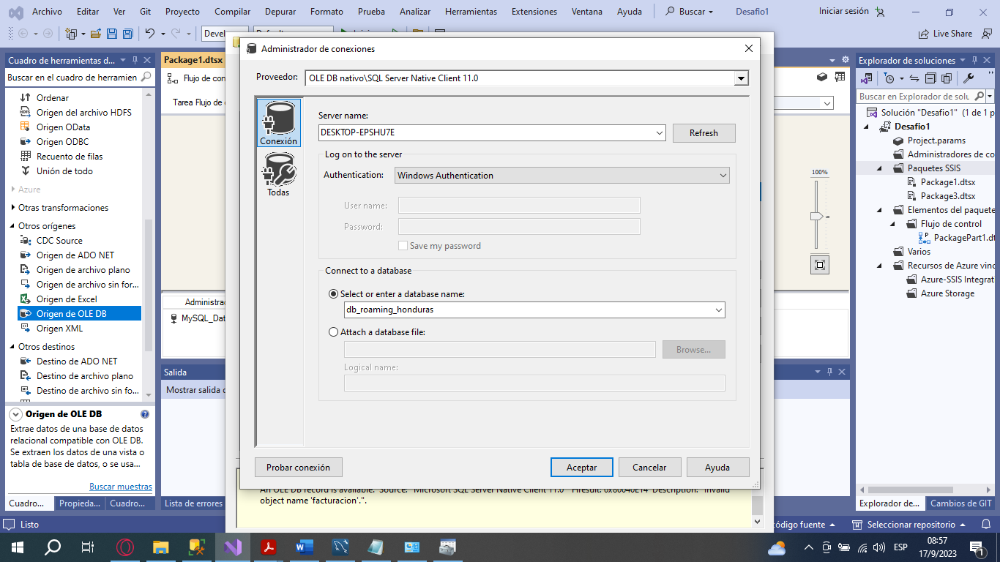 Archivo Editar Ver Git Proyecto Compilar Depurar Formato Prueba Analizar Herramientas Extensiones Ventana Ayuda Buscar Desafio1 Iniciar sesión
Live Share
Cuadro de herramientas d...
Buscar en el cuadro de herramien
Ordenar
Origen del archivo HDFS
Origen OData
Origen ODBC
Recuento de filas
Unión de todo
Azure
Otras transformaciones
Otros orígenes
CDC Source
Origen de ADO NET
Origen de archivo plano
Origen de archivo sin for...
Origen de Excel
Origen de OLE DB
Origen XML
Otros destinos
Destino de ADO NET
Destino de archivo plano
Destino de archivo sin fo...
Origen de OLE DB
Extrae datos de una base de datos
relacional compatible con OLE DB.
Se extraen los datos de una vista o
tabla de base de datos, o se usa...
Buscar muestras
Cuadro... Propieda... Cuadro...
Package1.dtsx
Flujo de con
Tarea Flujo de
Administrad
MySQL_Dat
Salida
Mostrar salida
Lista de errores
Administrador de conexiones
Proveedor: OLE DB nativo\SQL Server Native Client 11.0
Conexión
Todas
Server name:
DESKTOP-EPSHU7E Refresh
Log on to the server
Authentication: Windows Authentication
User name:
Password:
Save my password
Connect to a database
Select or enter a database name:
db_roaming_honduras
Attach a database file:
Browse...
Logical name:
Probar conexión Aceptar Cancelar Ayuda
An OLE DB record is available. Source: "Microsoft SQL Server Native Client 11.0" Hresult: 0x80040E14 Description: "Invalid
object name 'facturacion'.".
100%
Explorador de soluciones
Buscar en Explorador de solu
Solución "Desafio1" (1 de 1 p
Desafio1
Project.params
Administradores de co
Paquetes SSIS
Package1.dtsx
Package3.dtsx
Elementos del paquete
Flujo de control
PackagePart1.dt
Varios
Recursos de Azure vinc
Azure-SSIS Integrat
Azure Storage
Explorador de... Cambios de GIT
Listo
ódigo fuente Seleccionar repositorio
ESP
08:57
17/9/2023
1